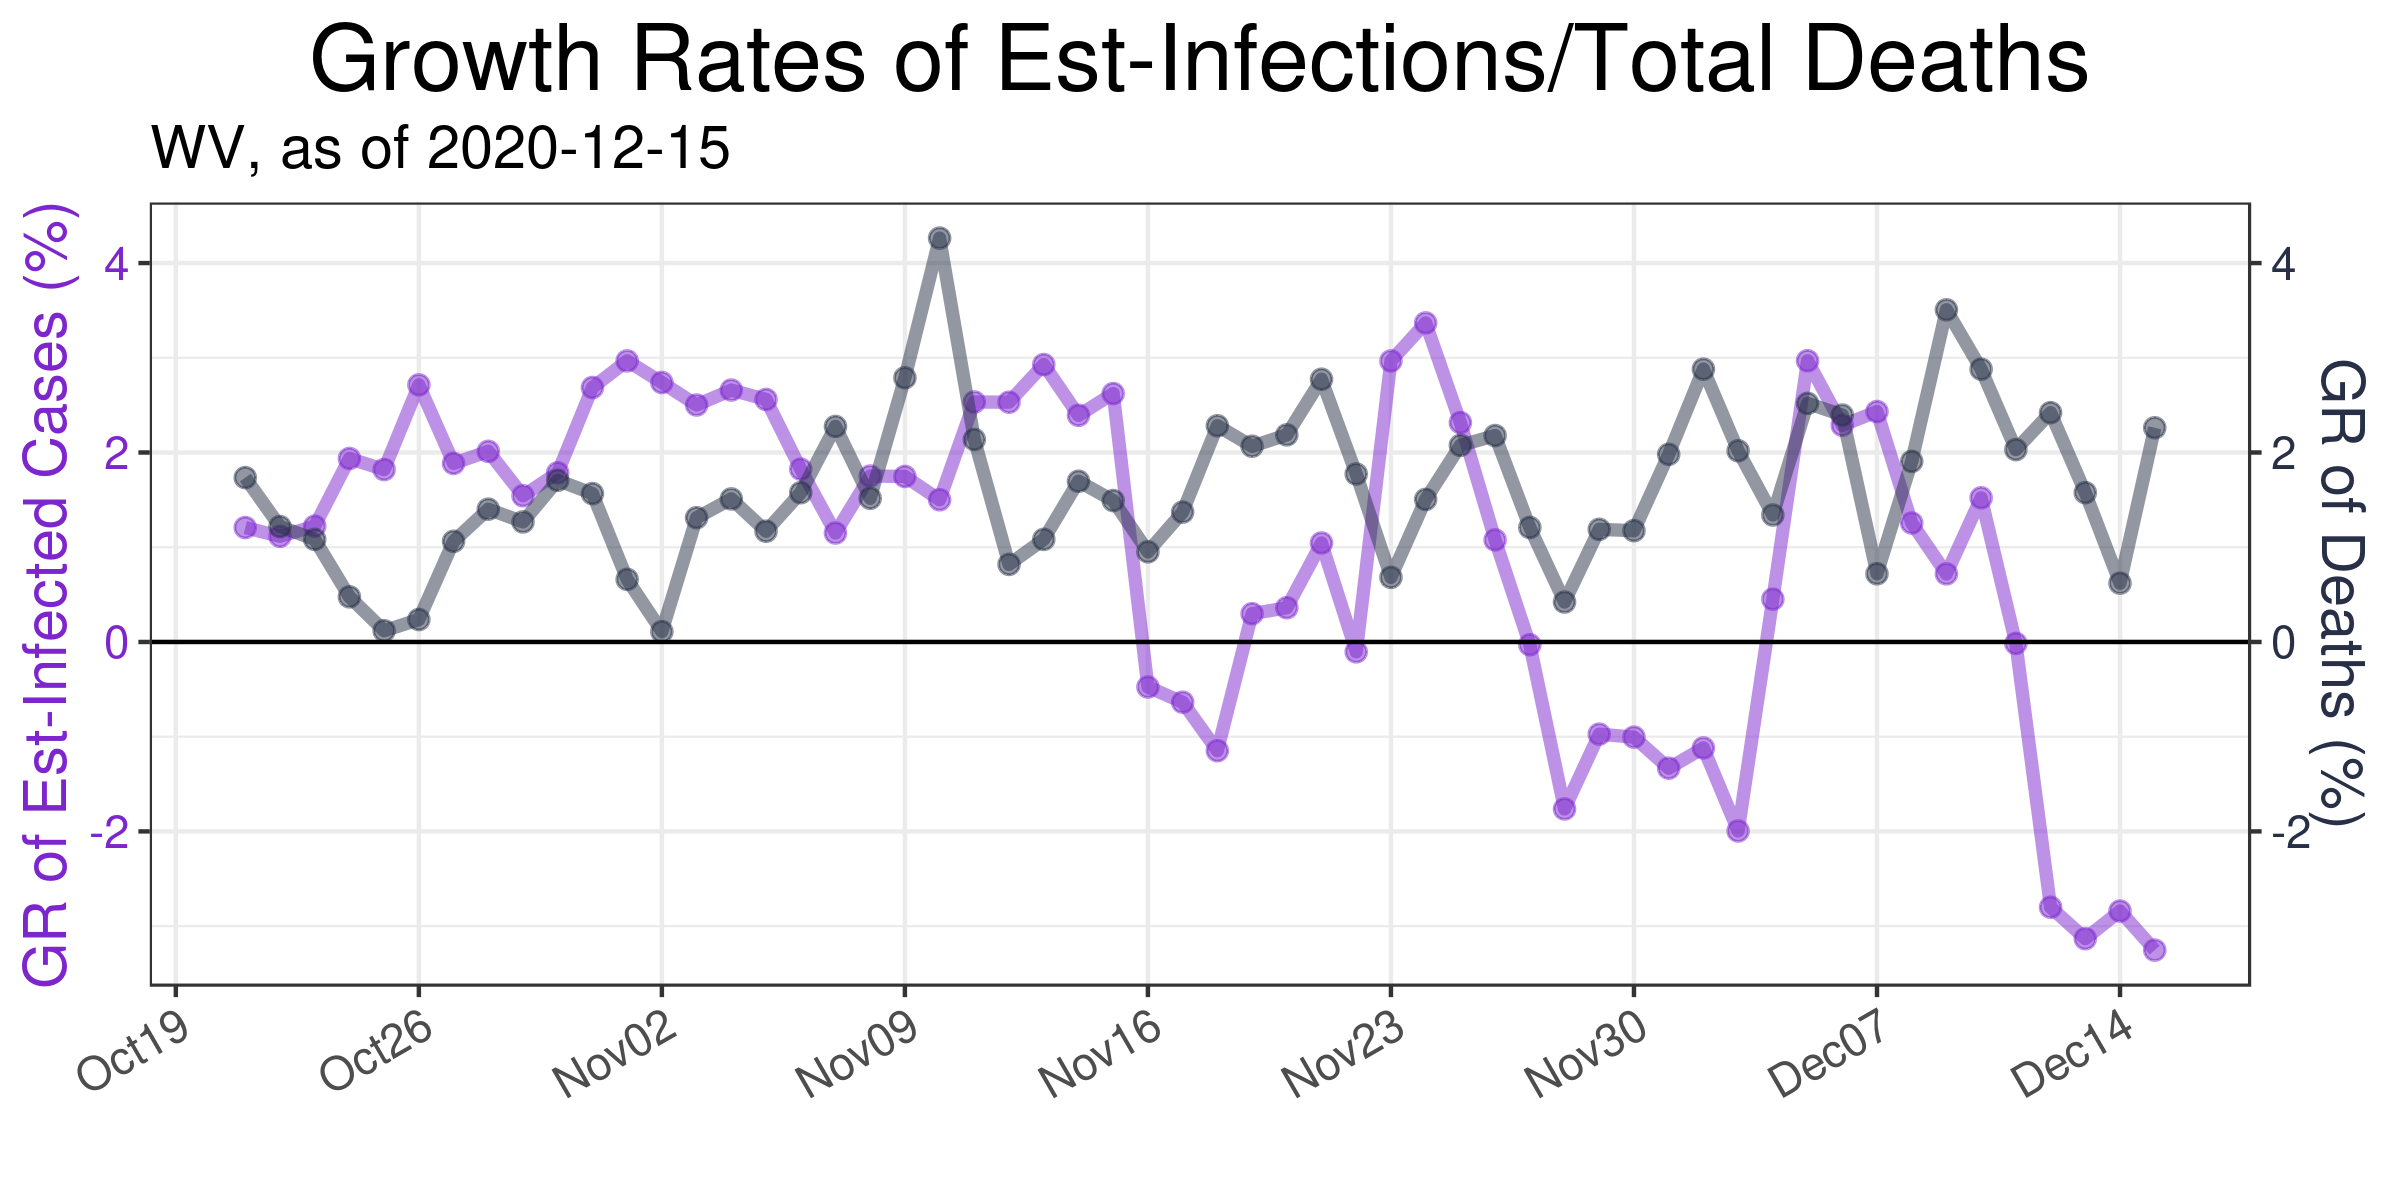 Growth Rates of Est-Infections/Total Deaths
WV, as of 2020-12-15
GR of Est-Infected Cases (%)
4
2
0
-2
4
2
0
-2
GR of Deaths (%)
Oct19
Oct26
Nov02
Nov09
Nov16
Nov23
Nov30
Dec07
Dec14